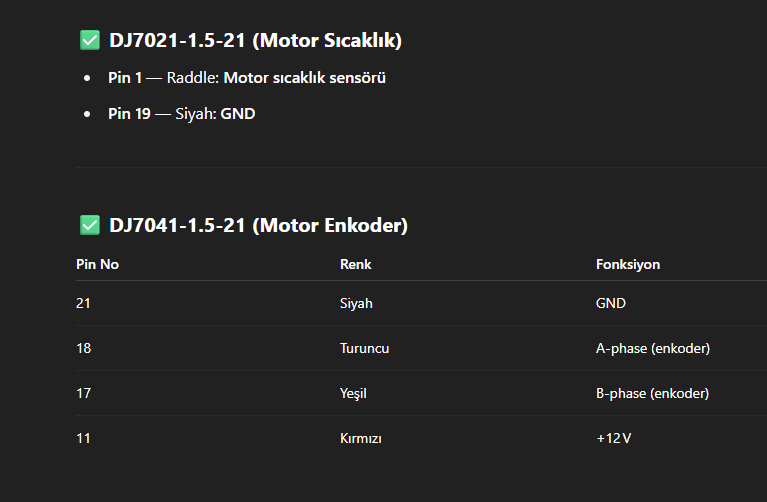 ✅ DJ7021-1.5-21 (Motor Sıcaklık)
• Pin 1 — Raddle: Motor sıcaklık sensörü
• Pin 19 — Siyah: GND
✅ DJ7041-1.5-21 (Motor Enkoder)
Pin No Renk Fonksiyon
21 Siyah GND
18 Turuncu A-phase (enkoder)
17 Yeşil B-phase (enkoder)
11 Kırmızı +12 V